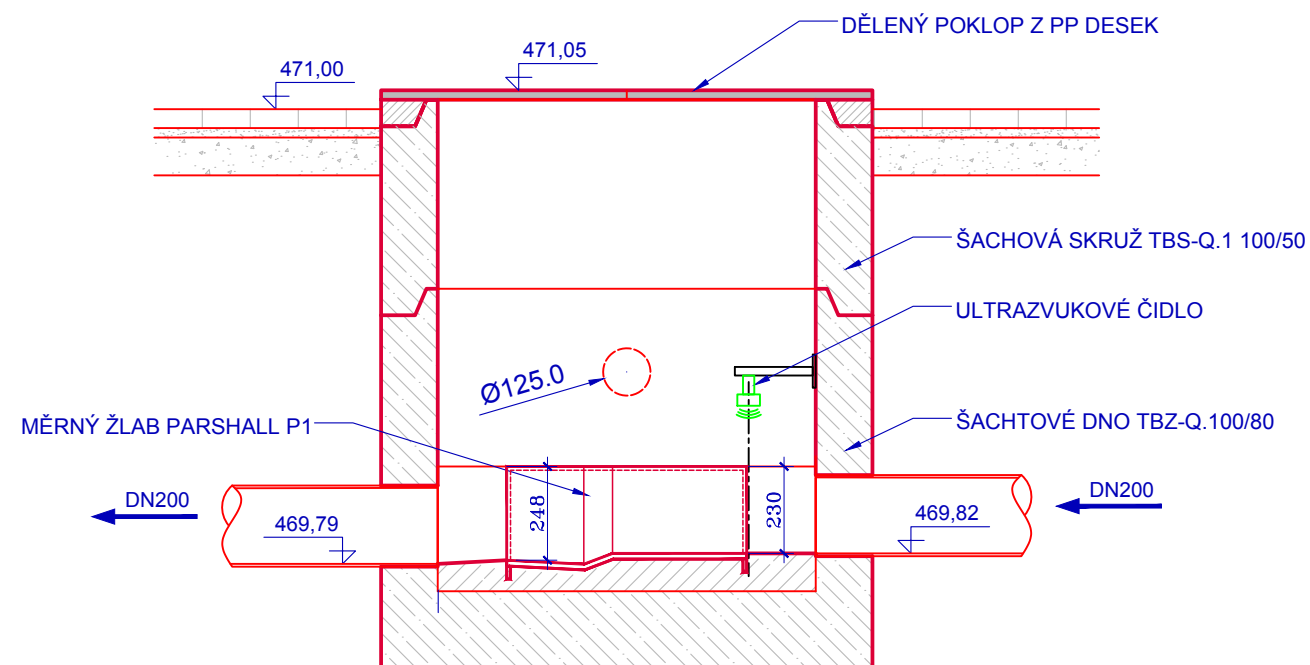 DĚLENÝ POKLOP Z PP DESEK
471,05
471,00
ŠACHOVÁ SKRUŽ TBS-Q.1 100/50
ULTRAZVUKOVÉ ČIDLO
Ø125.0
ŠACHTOVÉ DNO TBZ-Q.100/80
MĚRNÝ ŽLAB PARSHALL P1
DN200
DN200
248
230
469,79
469,82